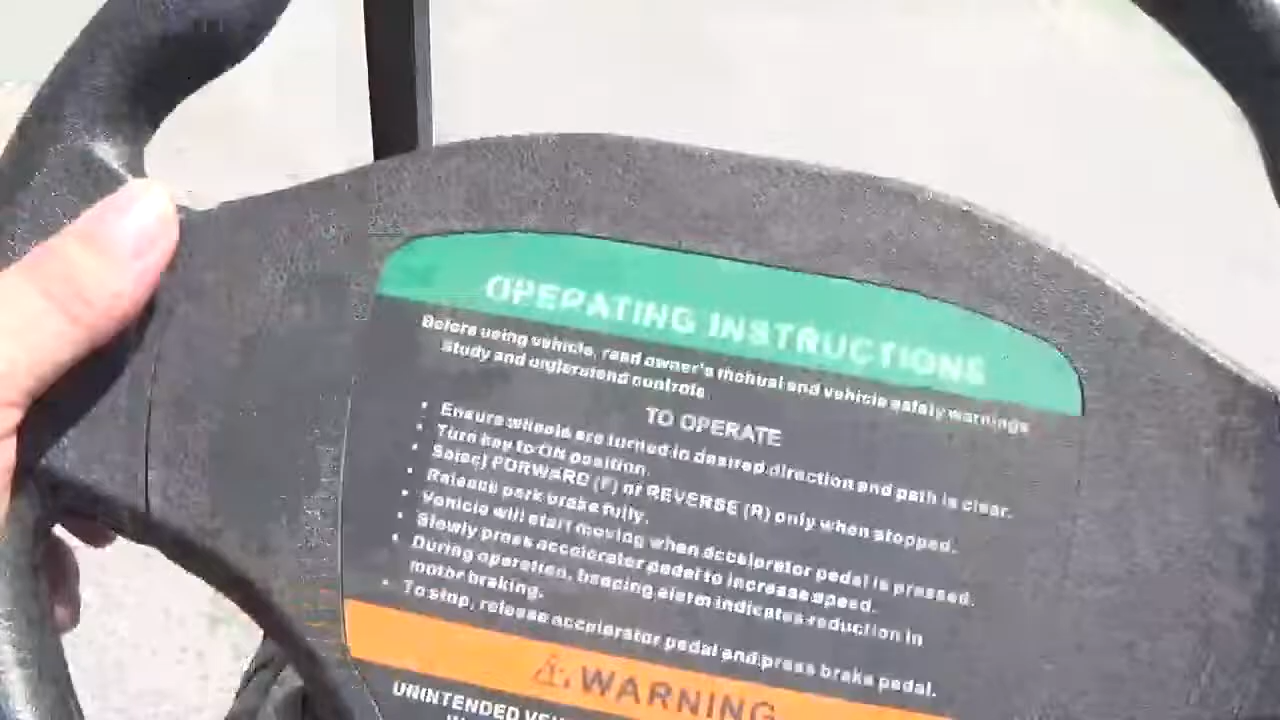 OPERATING INSTRUCTIONS
Before using vehicle, read owner's manual and vehicle safety warnings
Study and understand controls
TO OPERATE
• Ensure wheels are turned in desired direction and path is clear.
• Turn key to ON position.
• Select FORWARD (F) or REVERSE (R) only when stopped.
• Release park brake fully.
• Vehicle will start moving when accelerator pedal is pressed.
• Slowly press accelerator pedal to increase speed.
• During operation, beeping alarm indicates reduction in
motor braking.
• To stop, release accelerator pedal and press brake pedal.
⚠ WARNING
UNINTENDED